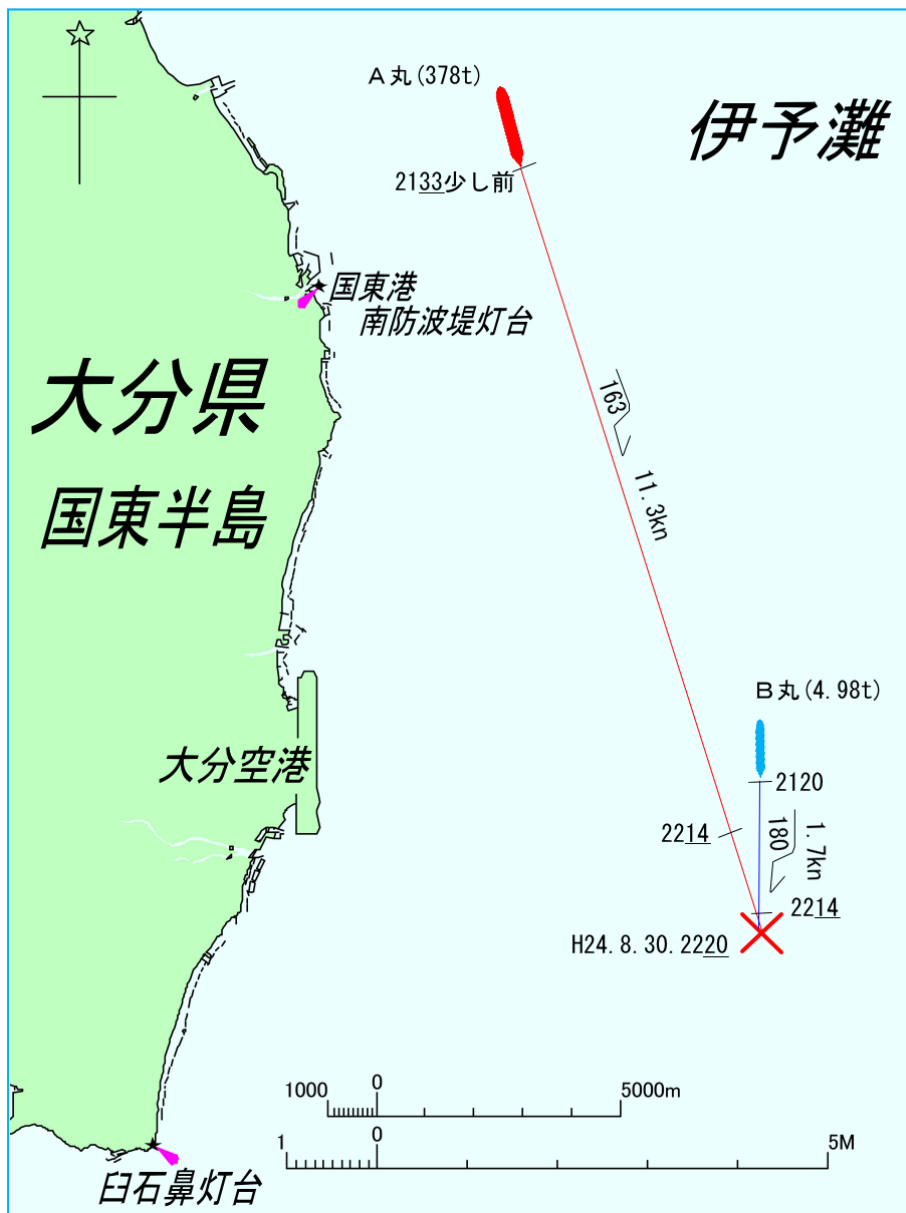 A丸(378t)
伊予灘
2133少し前
国東港
南防波堤灯台
大分県
163
11.3kn
国東半島
B丸(4.98t)
大分空港
2120
1.7kn
180
2214
2214
H24.8.30.2220
1000
0
5000m
1
0
5M
臼石鼻灯台